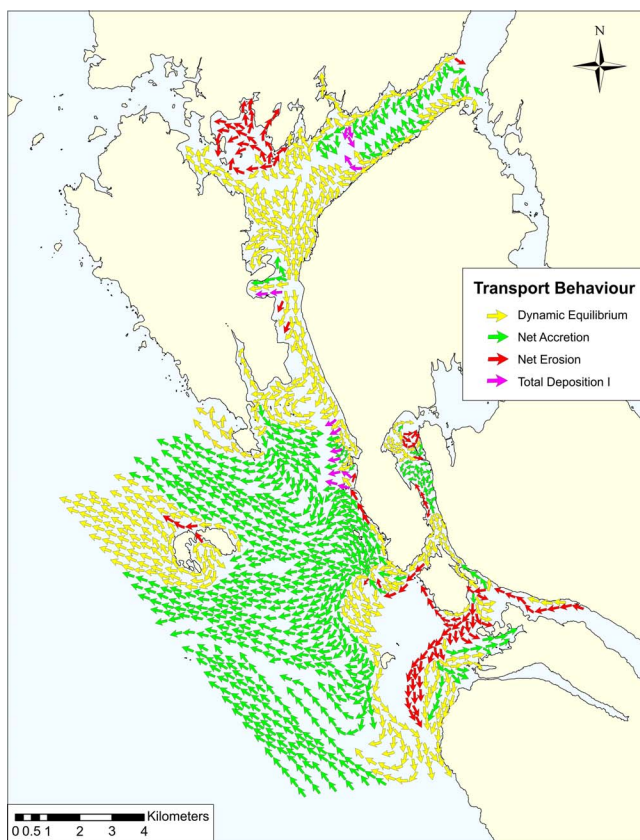 N
Transport Behaviour
Dynamic Equilibrium
Net Accretion
Net Erosion
Total Deposition I
Kilometers
0 0.5 1 2 3 4